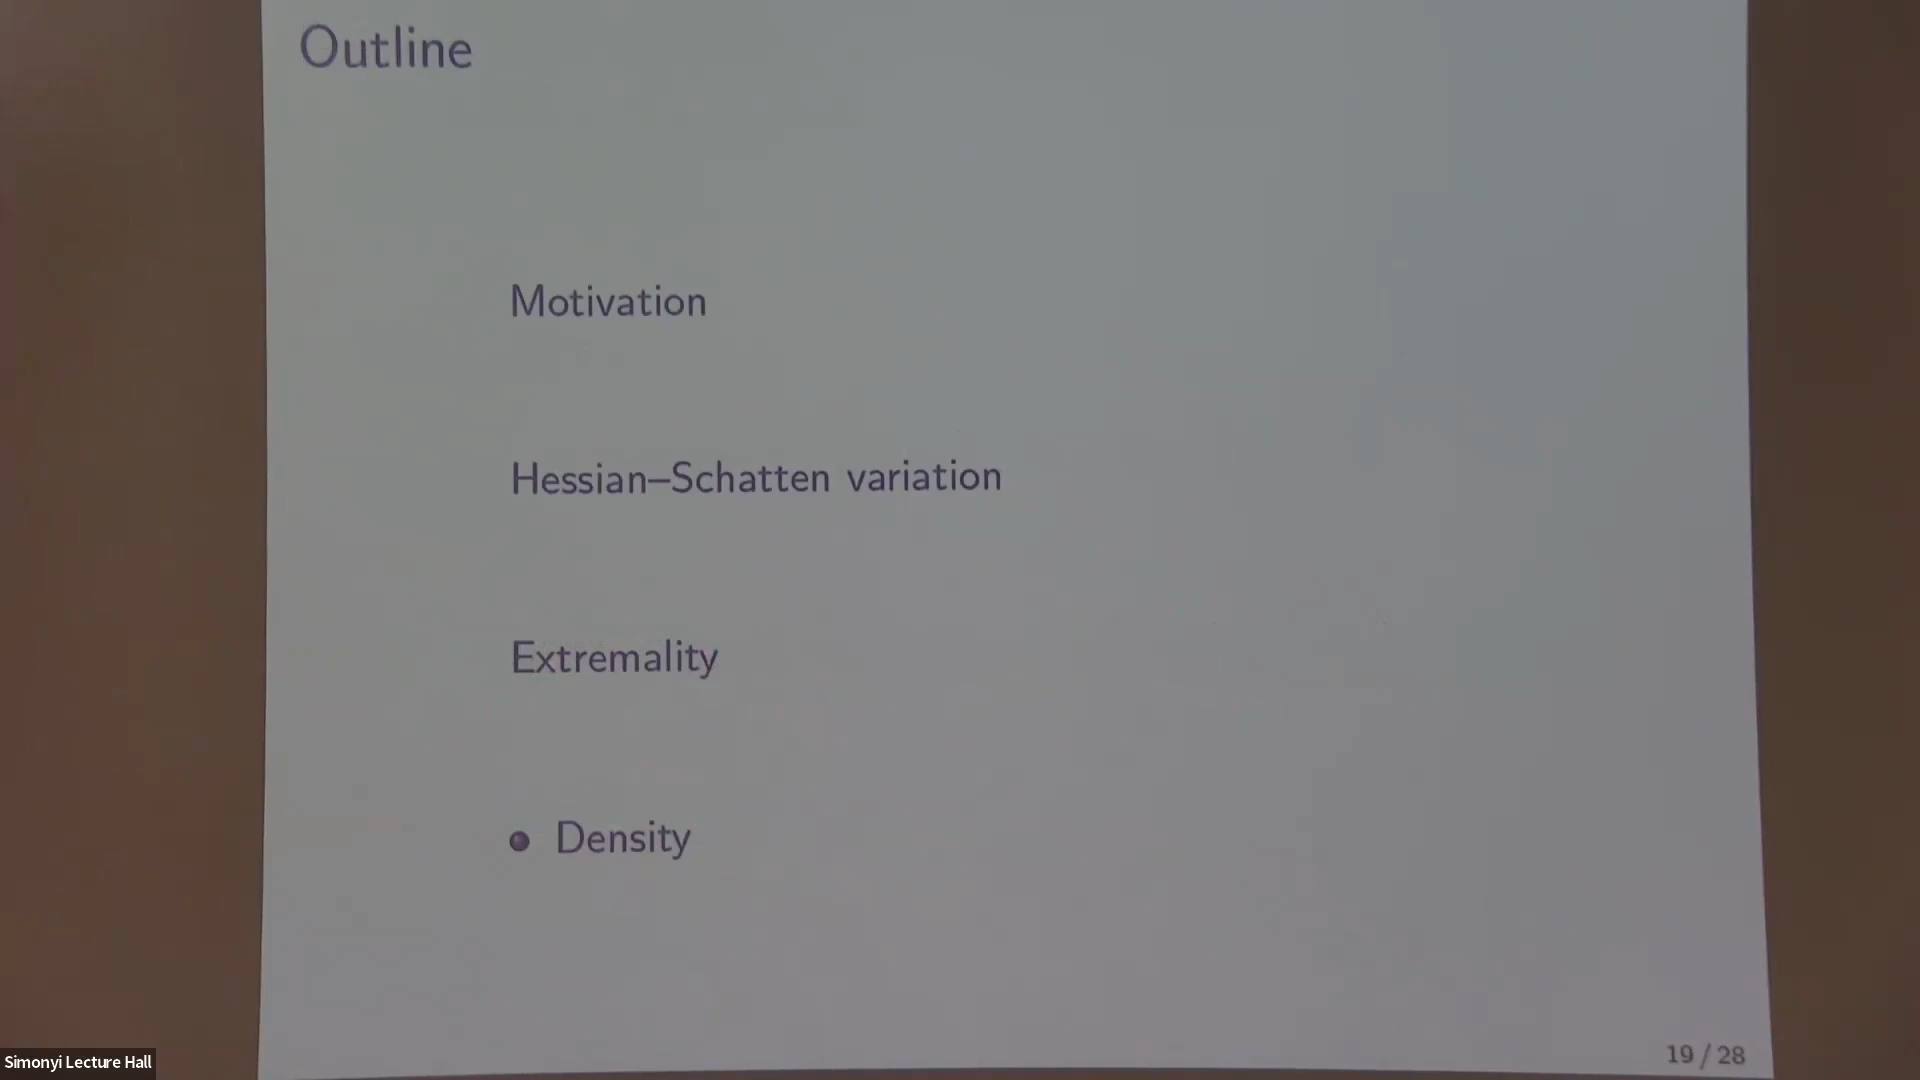 Outline
Motivation
Hessian–Schatten variation
Extremality
• Density
19 / 28
Simonyi Lecture Hall